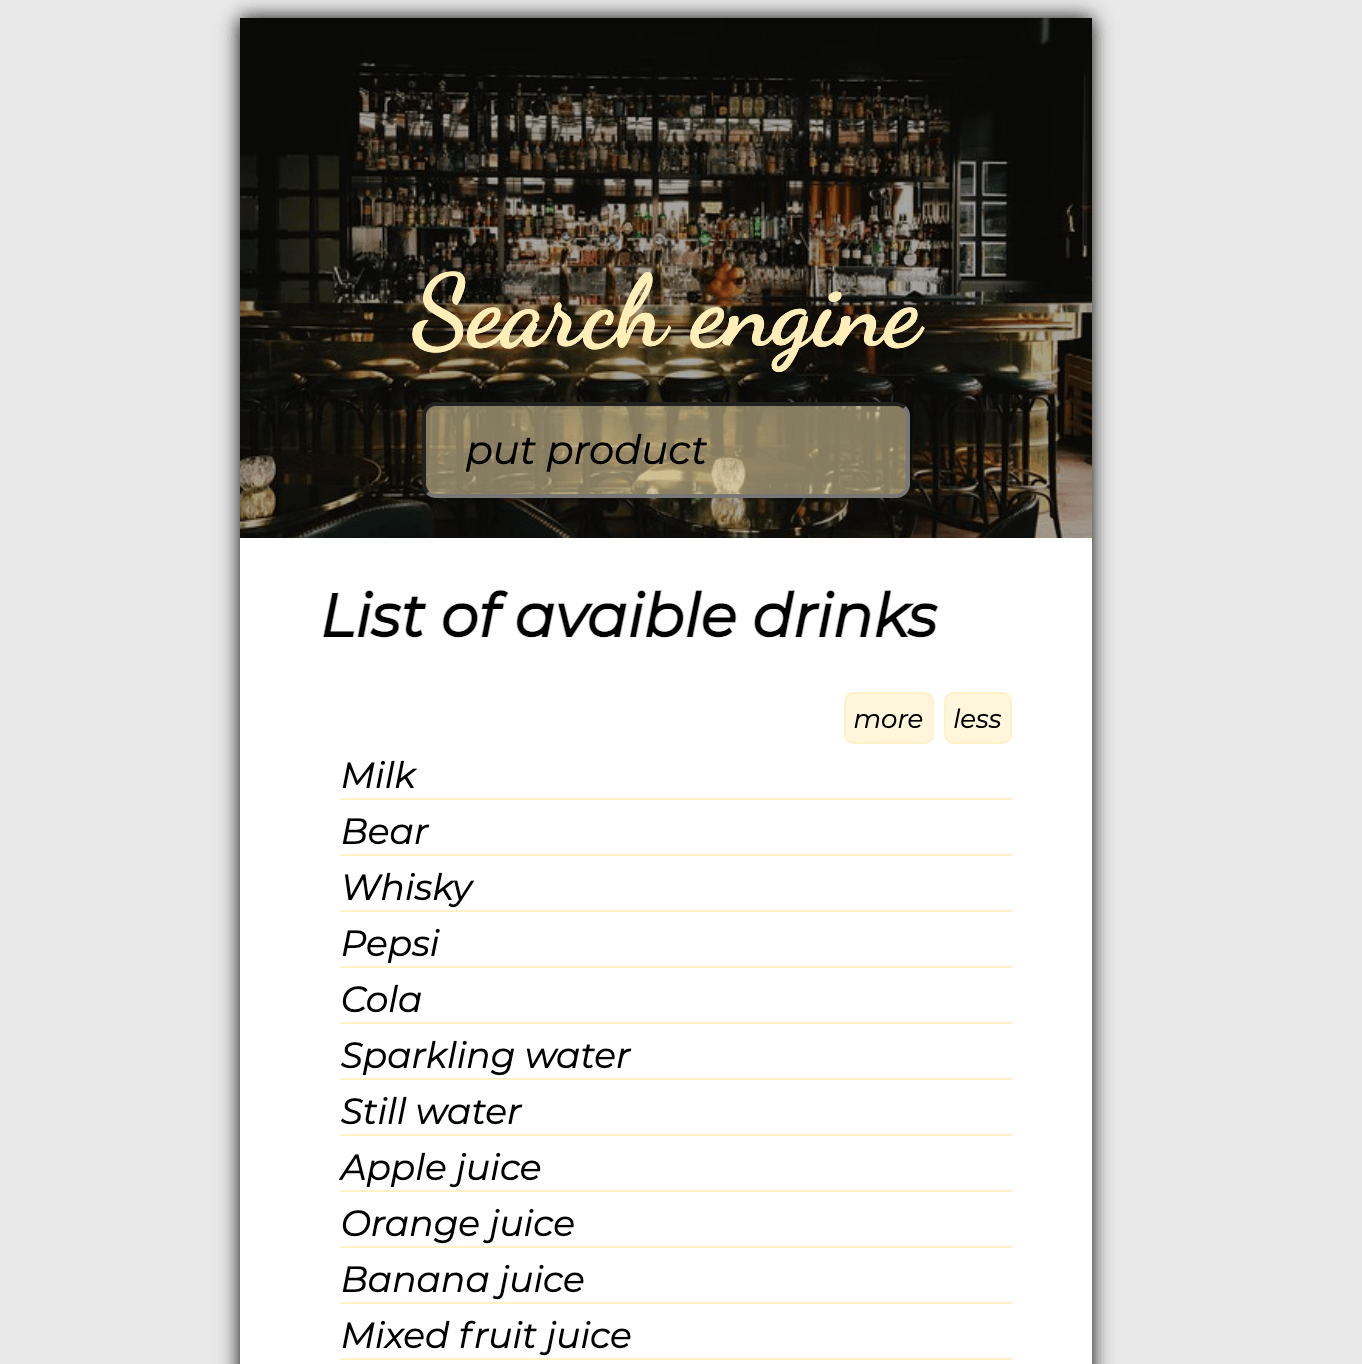 Search engine
put product
List of avaible drinks
more less
Milk
Bear
Whisky
Pepsi
Cola
Sparkling water
Still water
Apple juice
Orange juice
Banana juice
Mixed fruit juice